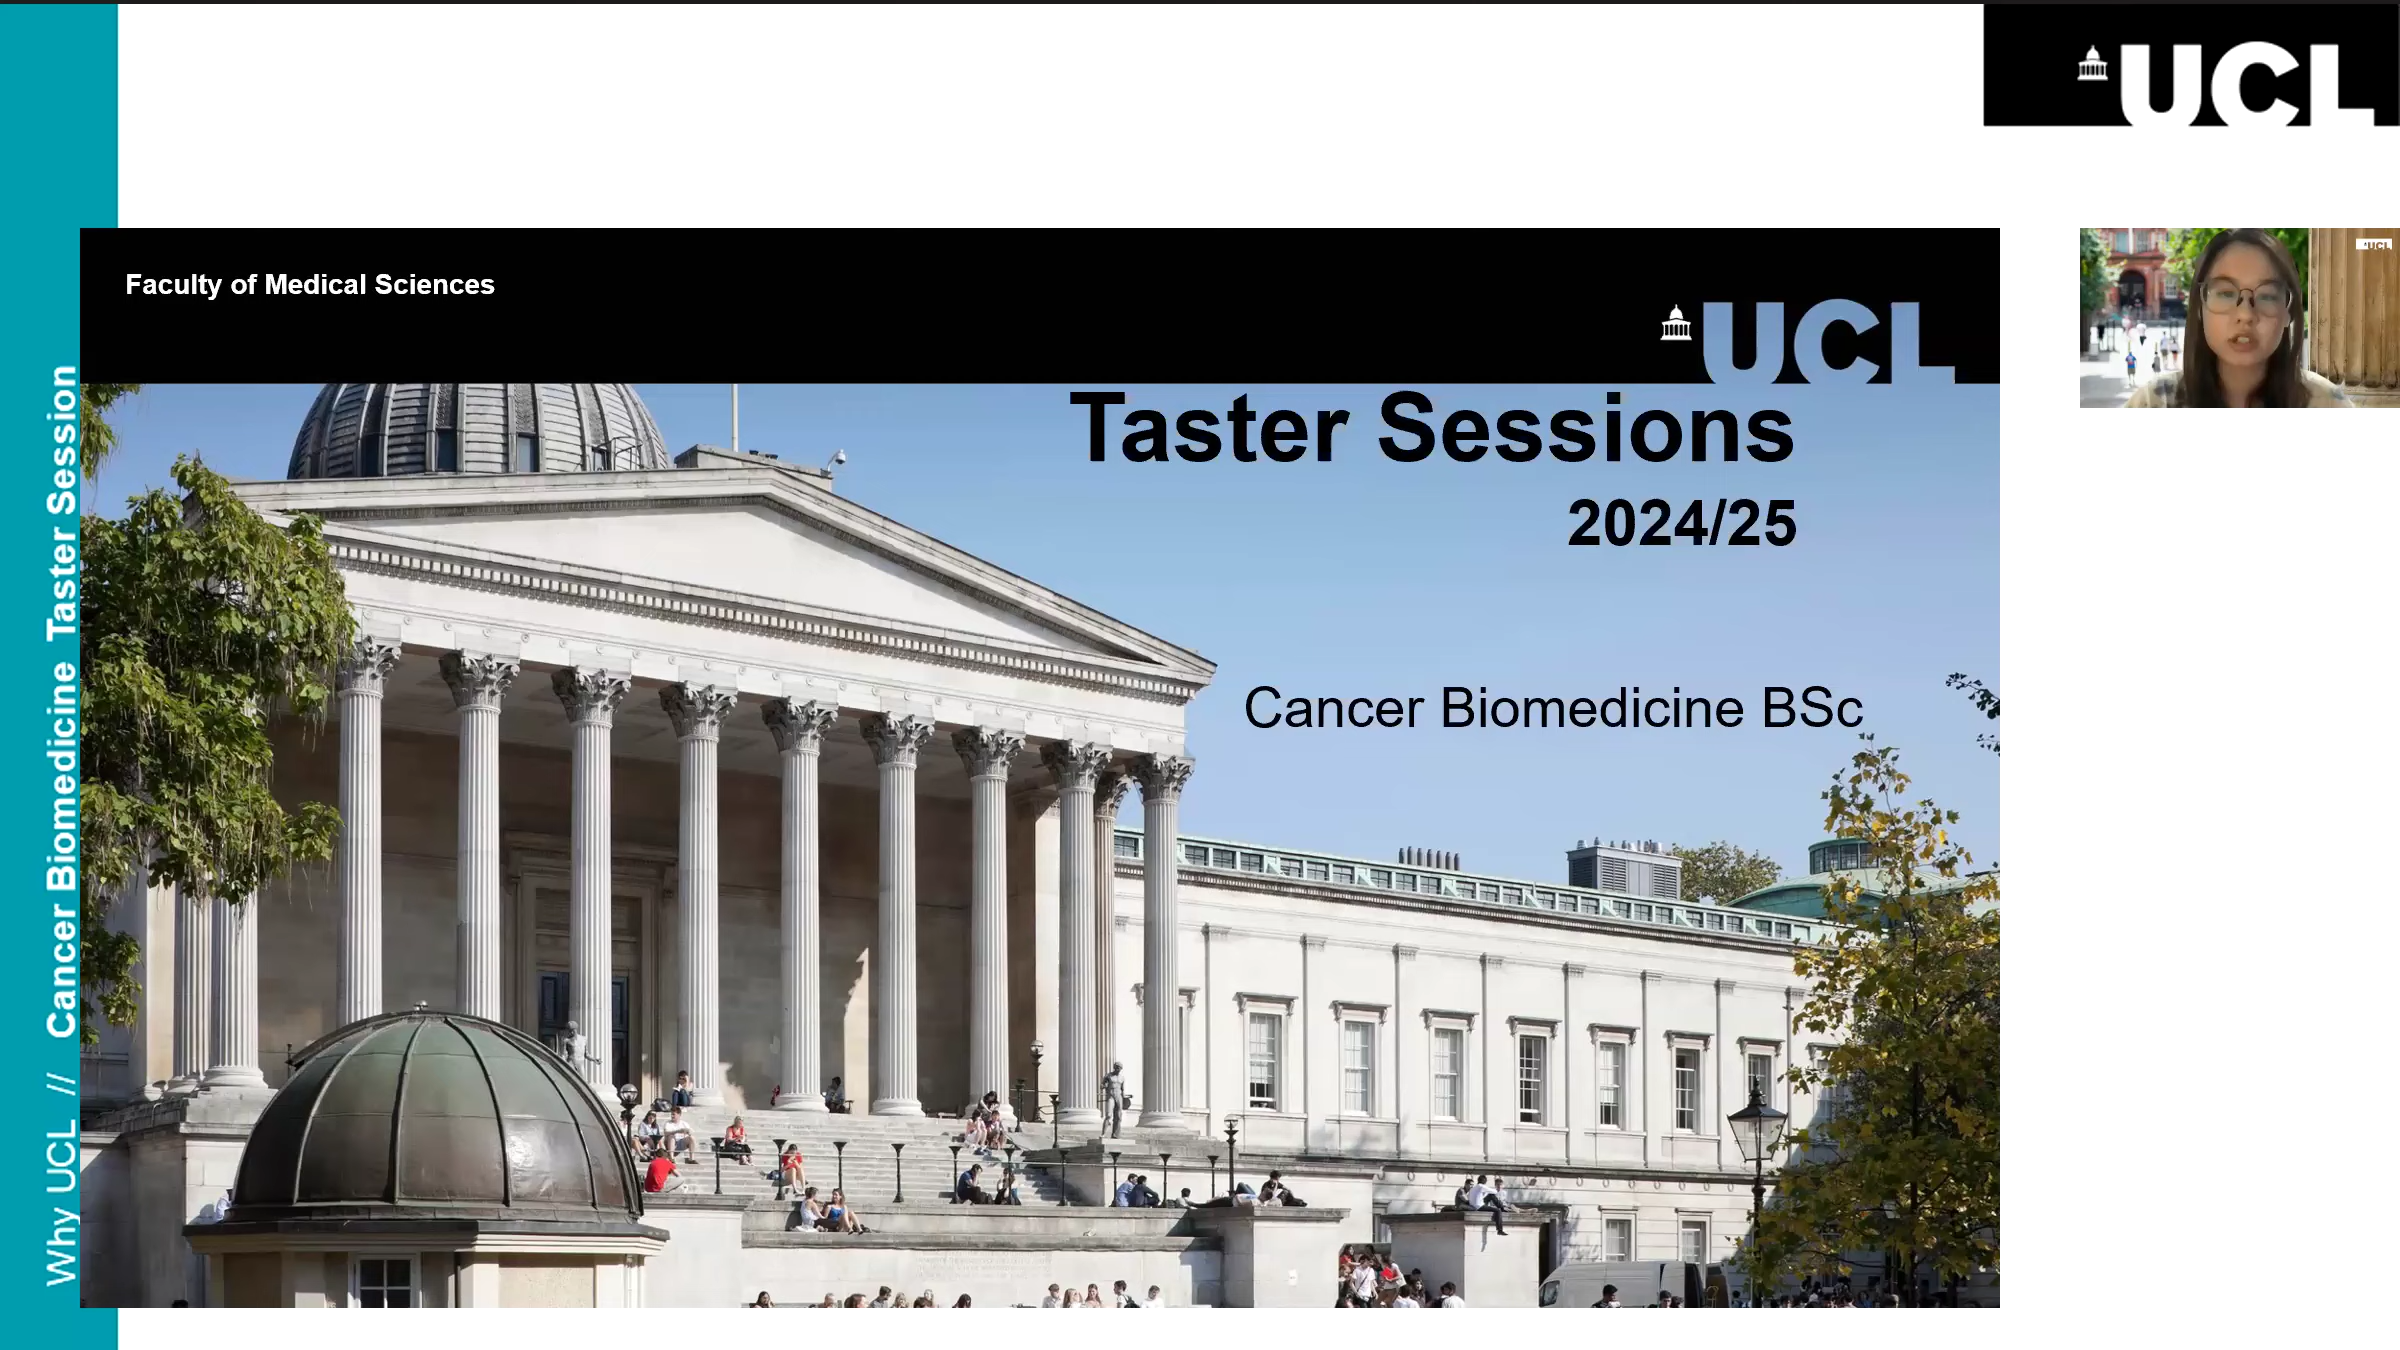 UCL
Faculty of Medical Sciences
UCL
UCL
Taster Sessions
2024/25
Cancer Biomedicine BSc
Why UCL // Cancer Biomedicine Taster Session